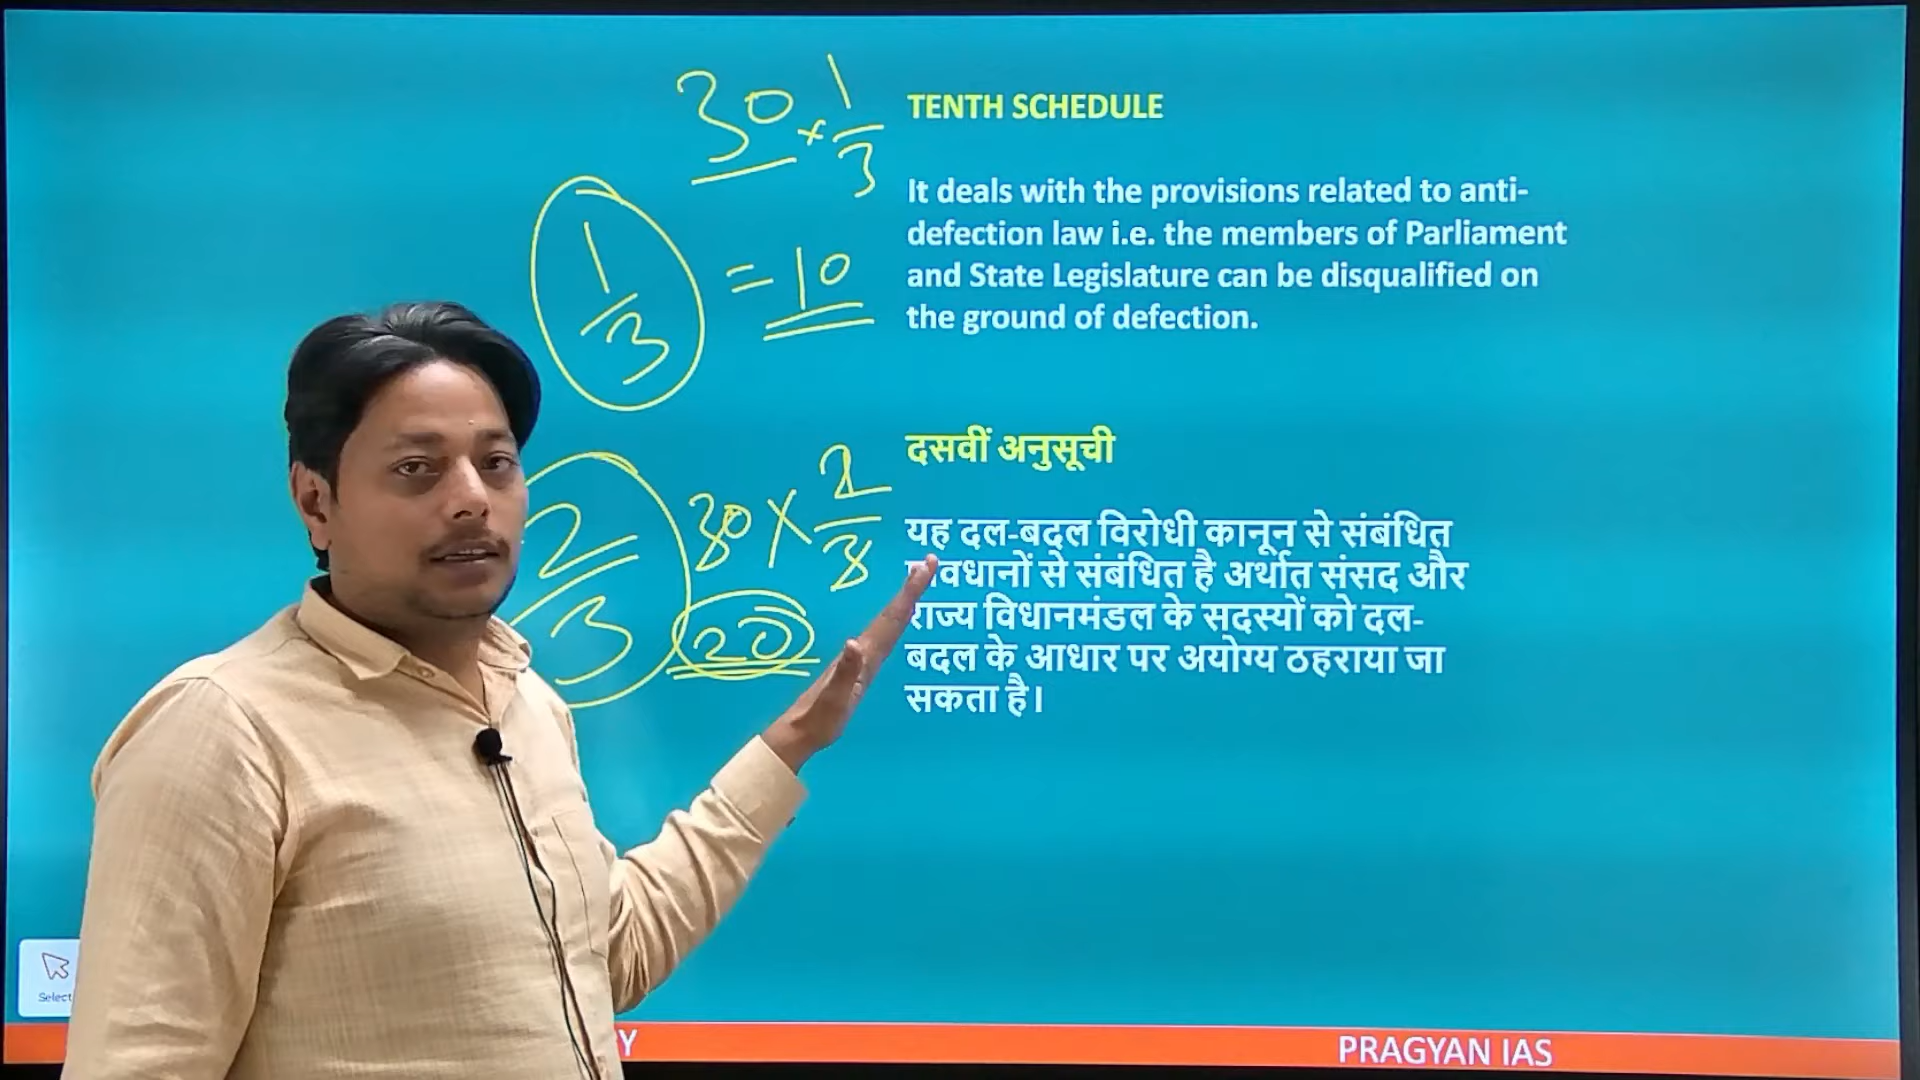 30 × 1/3
1/3 = 10
TENTH SCHEDULE
It deals with the provisions related to anti-
defection law i.e. the members of Parliament
and State Legislature can be disqualified on
the ground of defection.
2/3 30 × 2/3
20
दसवीं अनुसूची
यह दल-बदल विरोधी कानून से संबंधित
प्रावधानों से संबंधित है अर्थात संसद और
राज्य विधानमंडल के सदस्यों को दल-
बदल के आधार पर अयोग्य ठहराया जा
सकता है।
Select
PRAGYAN IAS